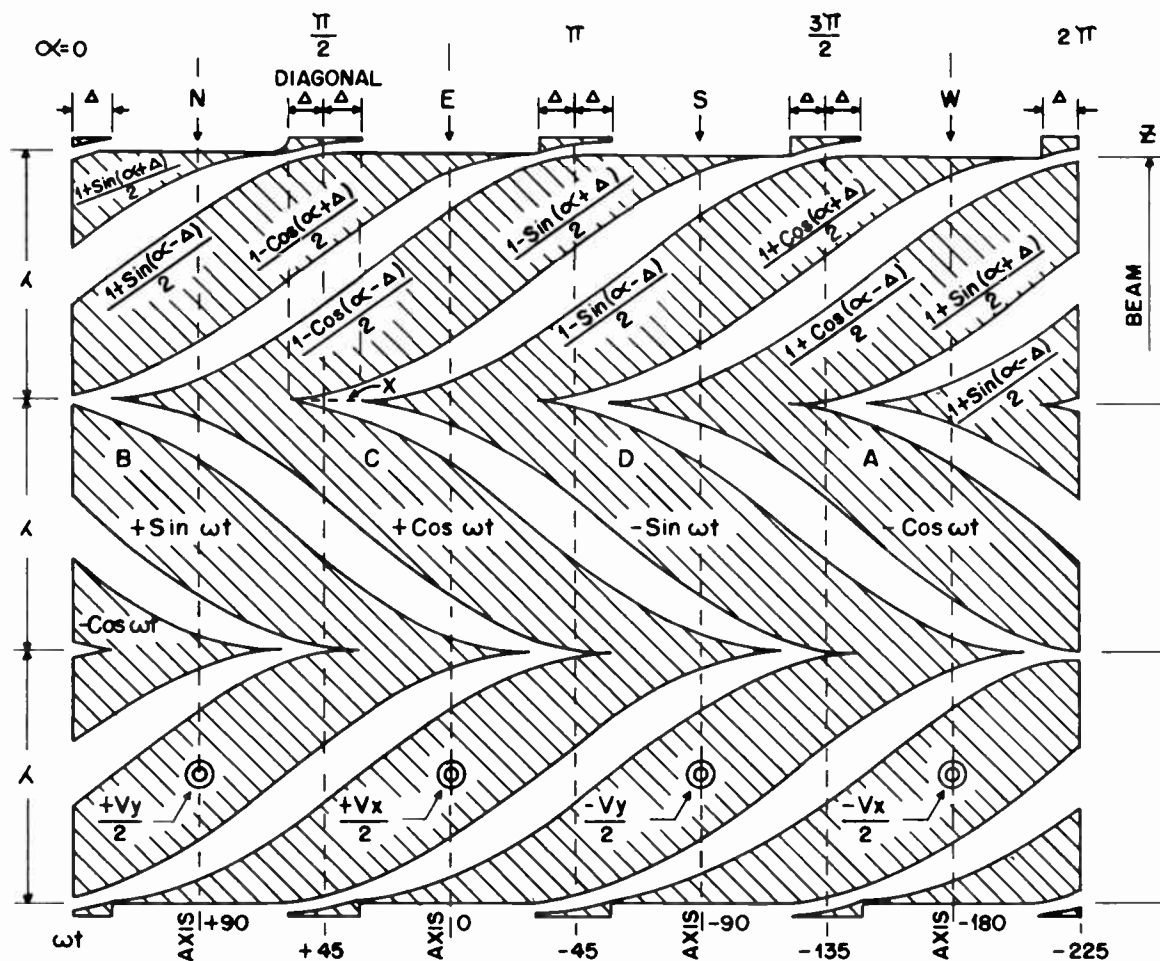 ∝=0 π/2 π 3π/2 2π
DIAGONAL
Δ N Δ Δ E Δ Δ S Δ Δ W Δ Z
1+Sin(∝+Δ)/2
1+Sin(∝-Δ)/2
1-Cos(∝+Δ)/2
1-Cos(∝-Δ)/2
1-Sin(∝+Δ)/2
1-Sin(∝-Δ)/2
1+Cos(∝+Δ)/2
1+Cos(∝-Δ)/2
1+Sin(∝+Δ)/2
1+Sin(∝-Δ)/2
λ
BEAM
X
B C D A
λ
+Sin ωt +Cos ωt -Sin ωt -Cos ωt
-Cos ωt
λ
+Vy/2 +Vx/2 -Vy/2 -Vx/2
ωt AXIS +90 +45 AXIS 0 -45 AXIS -90 -135 AXIS -180 -225